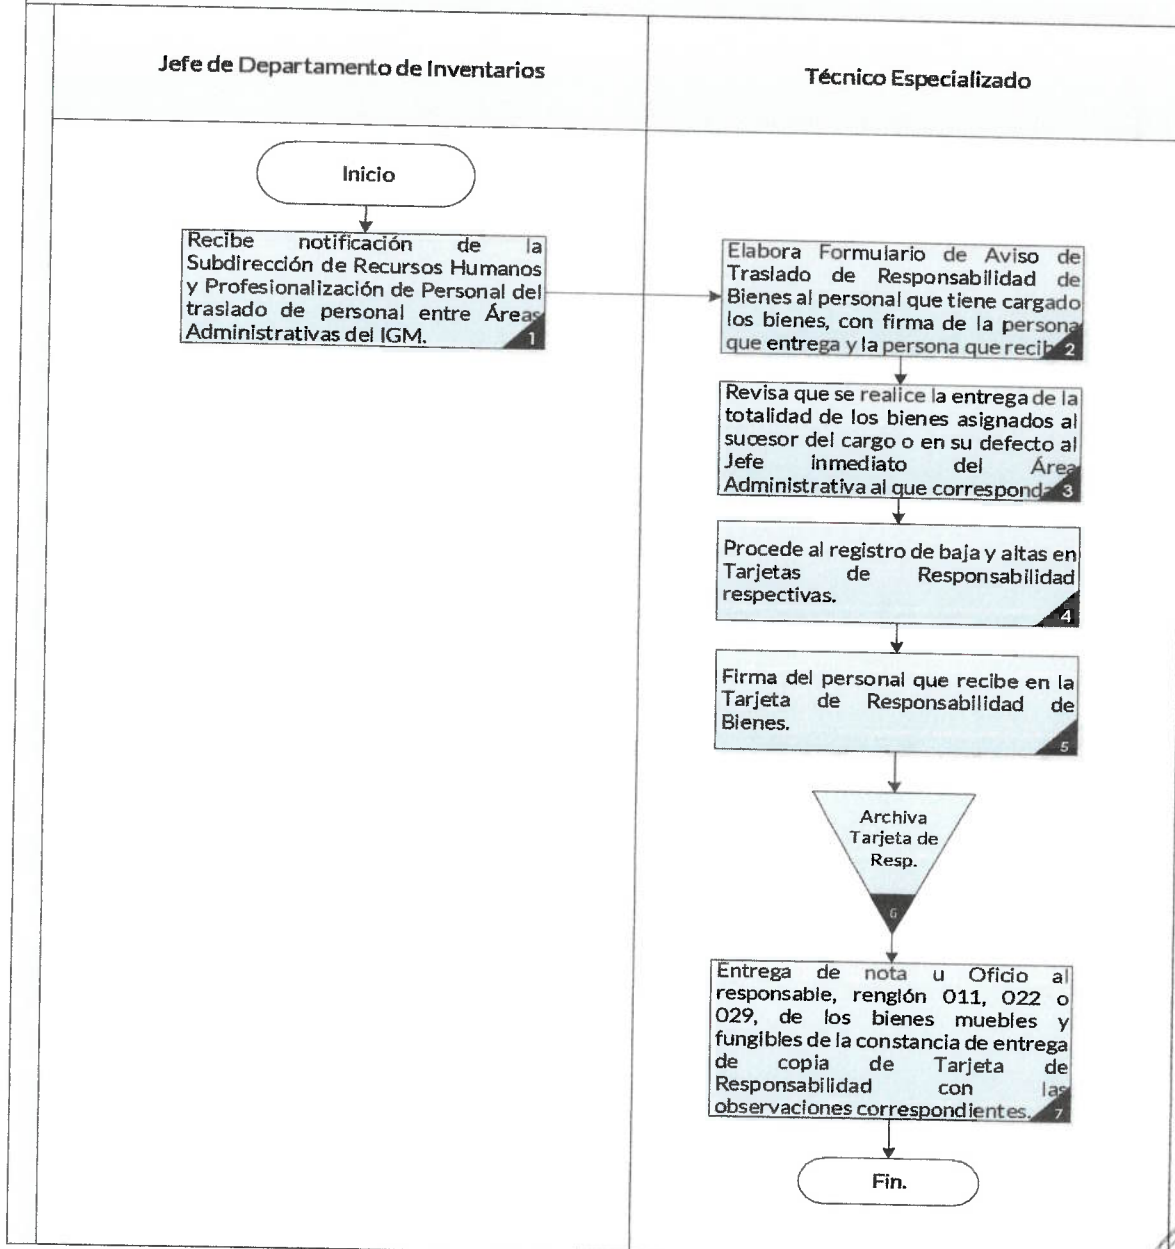 Jefe de Departamento de Inventarios
Técnico Especializado
Inicio
Recibe notificación de la
Subdirección de Recursos Humanos
y Profesionalización de Personal del
traslado de personal entre Áreas
Administrativas del IGM.
1
Elabora Formulario de Aviso de
Traslado de Responsabilidad de
Bienes al personal que tiene cargado
los bienes, con firma de la persona
que entrega y la persona que recib
2
Revisa que se realice la entrega de la
totalidad de los bienes asignados al
sucesor del cargo o en su defecto al
Jefe inmediato del Área
Administrativa al que corresponda
3
Procede al registro de baja y altas en
Tarjetas de Responsabilidad
respectivas.
4
Firma del personal que recibe en la
Tarjeta de Responsabilidad de
Bienes.
5
Archiva
Tarjeta de
Resp.
6
Entrega de nota u Oficio al
responsable, renglón 011, 022 o
029, de los bienes muebles y
fungibles de la constancia de entrega
de copia de Tarjeta de
Responsabilidad con las
observaciones correspondientes.
7
Fin.